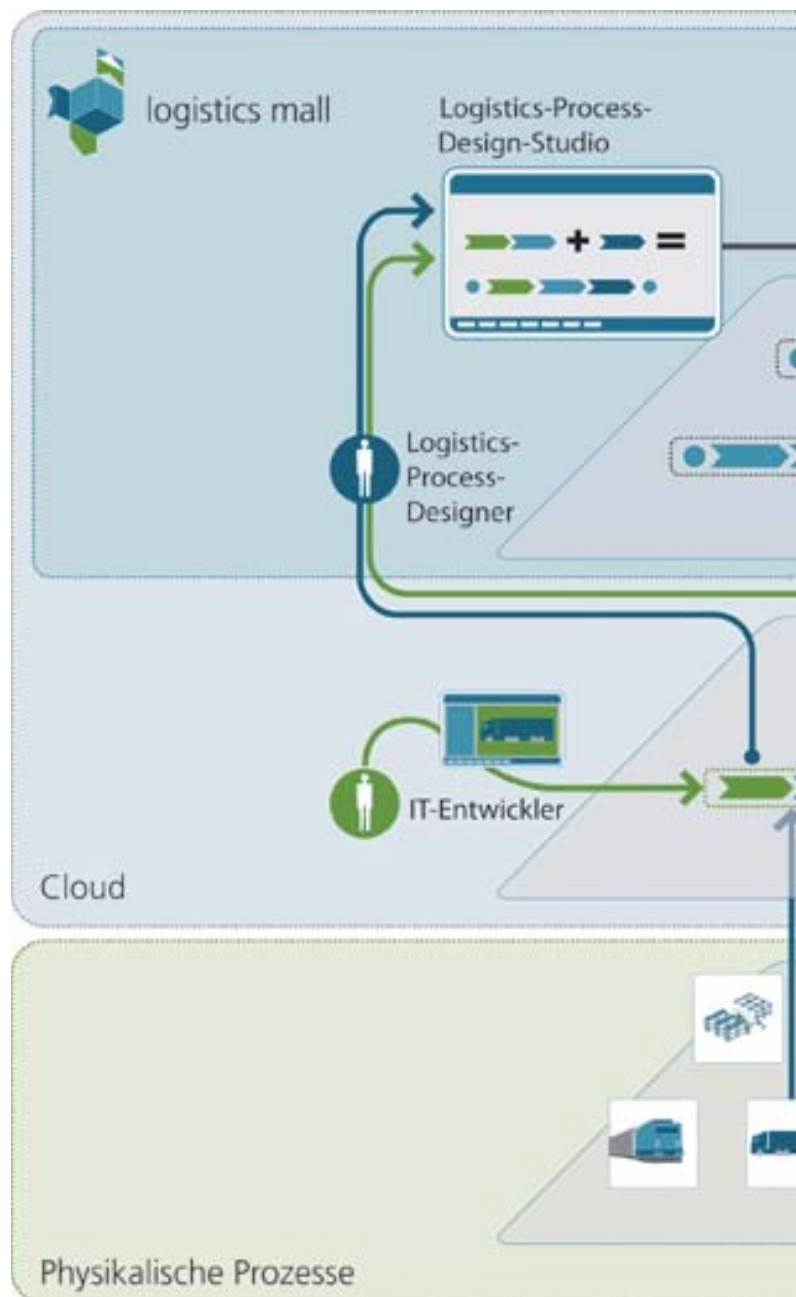 logistics mall
Logistics-Process-
Design-Studio
Logistics-
Process-
Designer
IT-Entwickler
Cloud
Physikalische Prozesse